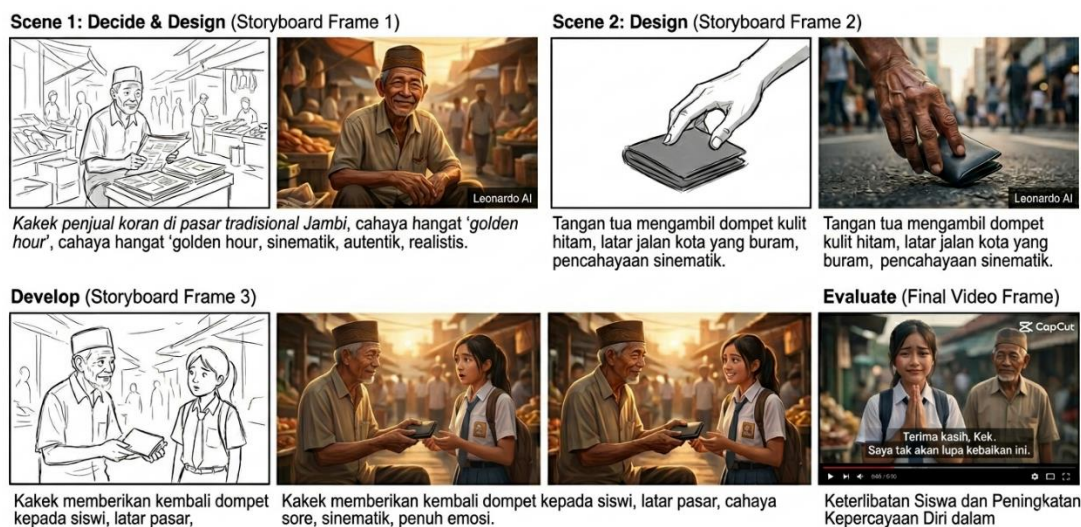 Scene 1: Decide & Design (Storyboard Frame 1)
Leonardo AI
Kakek penjual koran di pasar tradisional Jambi, cahaya hangat ‘golden
hour’, cahaya hangat ‘golden hour, sinematik, autentik, realistis.
Scene 2: Design (Storyboard Frame 2)
Leonardo AI
Tangan tua mengambil dompet kulit
hitam, latar jalan kota yang buram,
pencahayaan sinematik.
Tangan tua mengambil dompet
kulit hitam, latar jalan kota yang
buram, pencahayaan sinematik.
Develop (Storyboard Frame 3)
Kakek memberikan kembali dompet
kepada siswi, latar pasar,
Kakek memberikan kembali dompet kepada siswi, latar pasar, cahaya
sore, sinematik, penuh emosi.
Evaluate (Final Video Frame)
CapCut
Terima kasih, Kek.
Saya tak akan lupa kebaikan ini.
Keterlibatan Siswa dan Peningkatan
Kepercayaan Diri dalam